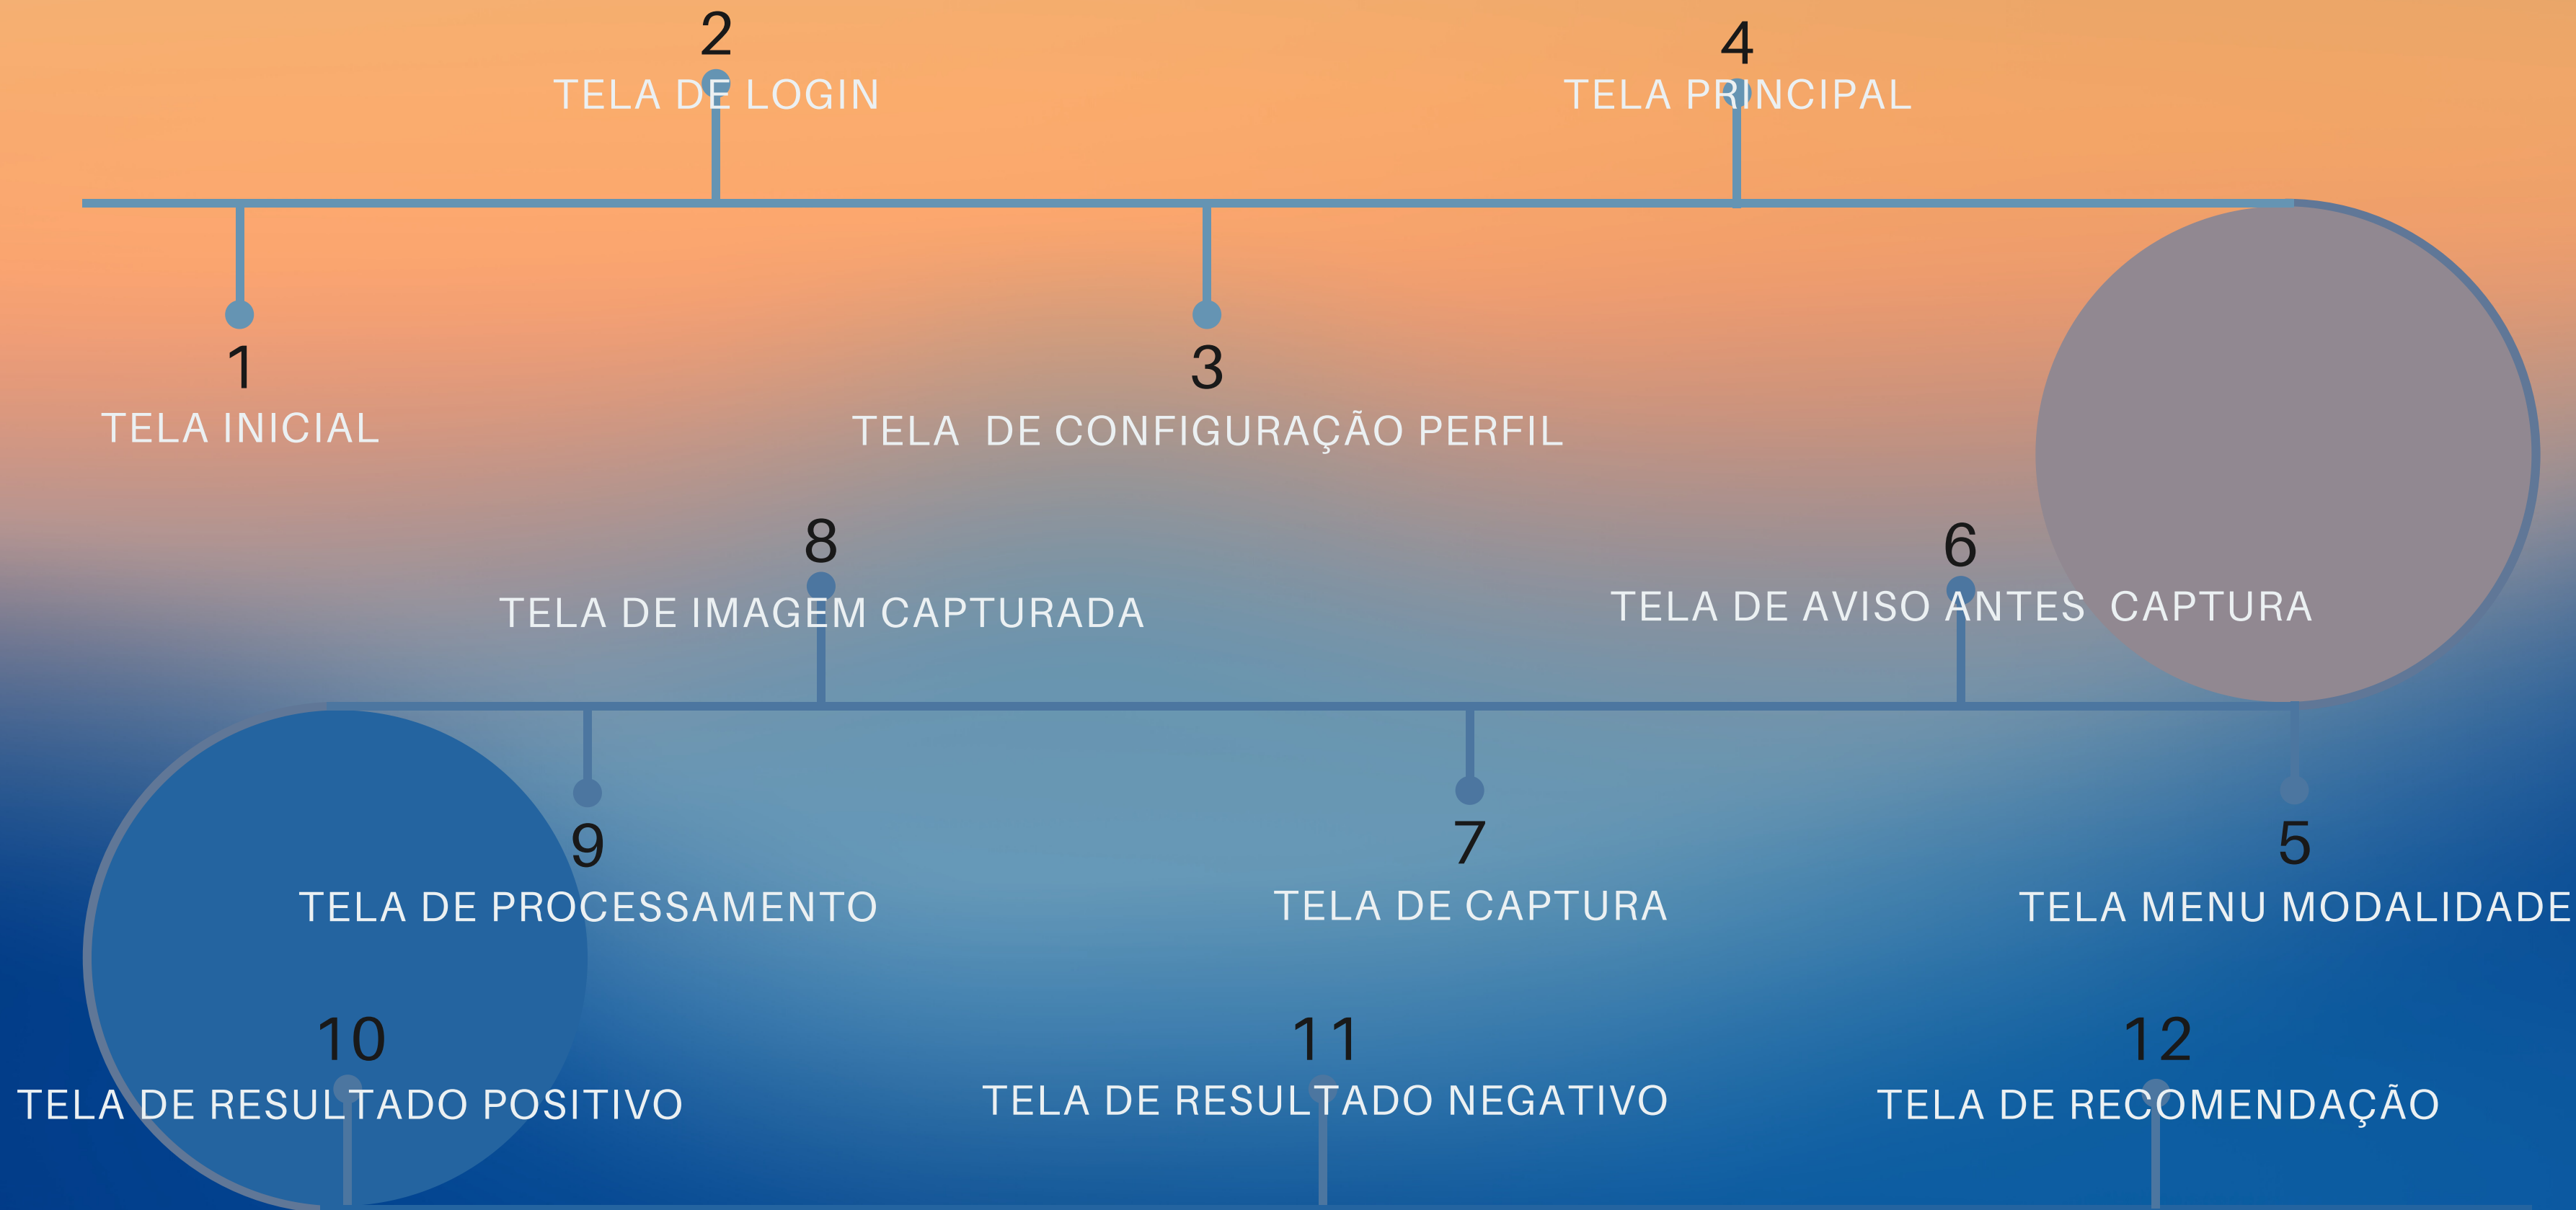 2
TELA DE LOGIN
4
TELA PRINCIPAL
1
TELA INICIAL
3
TELA DE CONFIGURAÇÃO PERFIL
8
TELA DE IMAGEM CAPTURADA
6
TELA DE AVISO ANTES CAPTURA
9
TELA DE PROCESSAMENTO
7
TELA DE CAPTURA
5
TELA MENU MODALIDADE
10
TELA DE RESULTADO POSITIVO
11
TELA DE RESULTADO NEGATIVO
12
TELA DE RECOMENDAÇÃO